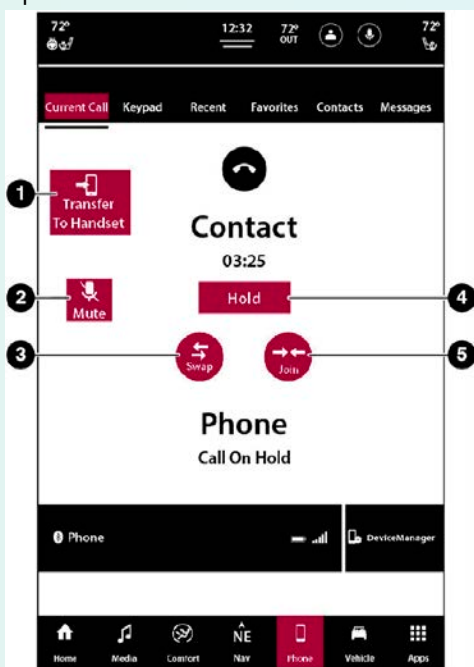 72°
12:32
72°
OUT
72°
Current Call
Keypad
Recent
Favorites
Contacts
Messages
1
Transfer
To Handset
Contact
03:25
2
Mute
Hold
4
3
Swap
Join
5
Phone
Call On Hold
Phone
DeviceManager
Home
Media
Comfort
NE
Nav
Phone
Vehicle
Apps